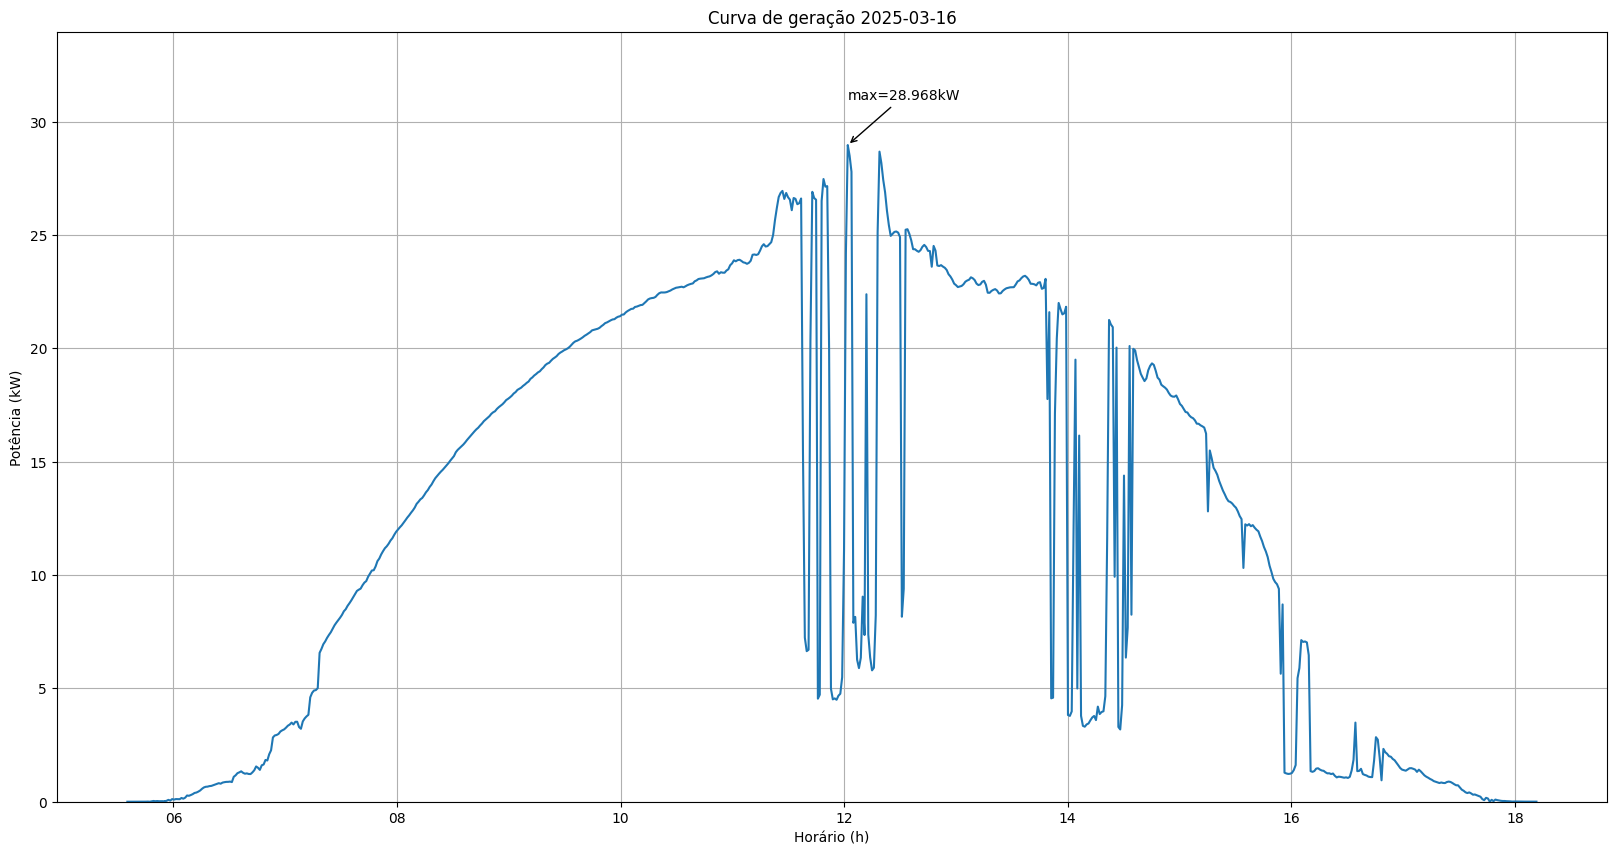 Curva de geração 2025-03-16
max=28.968kW
Potência (kW)
30
25
20
15
10
5
0
06 08 10 12 14 16 18
Horário (h)